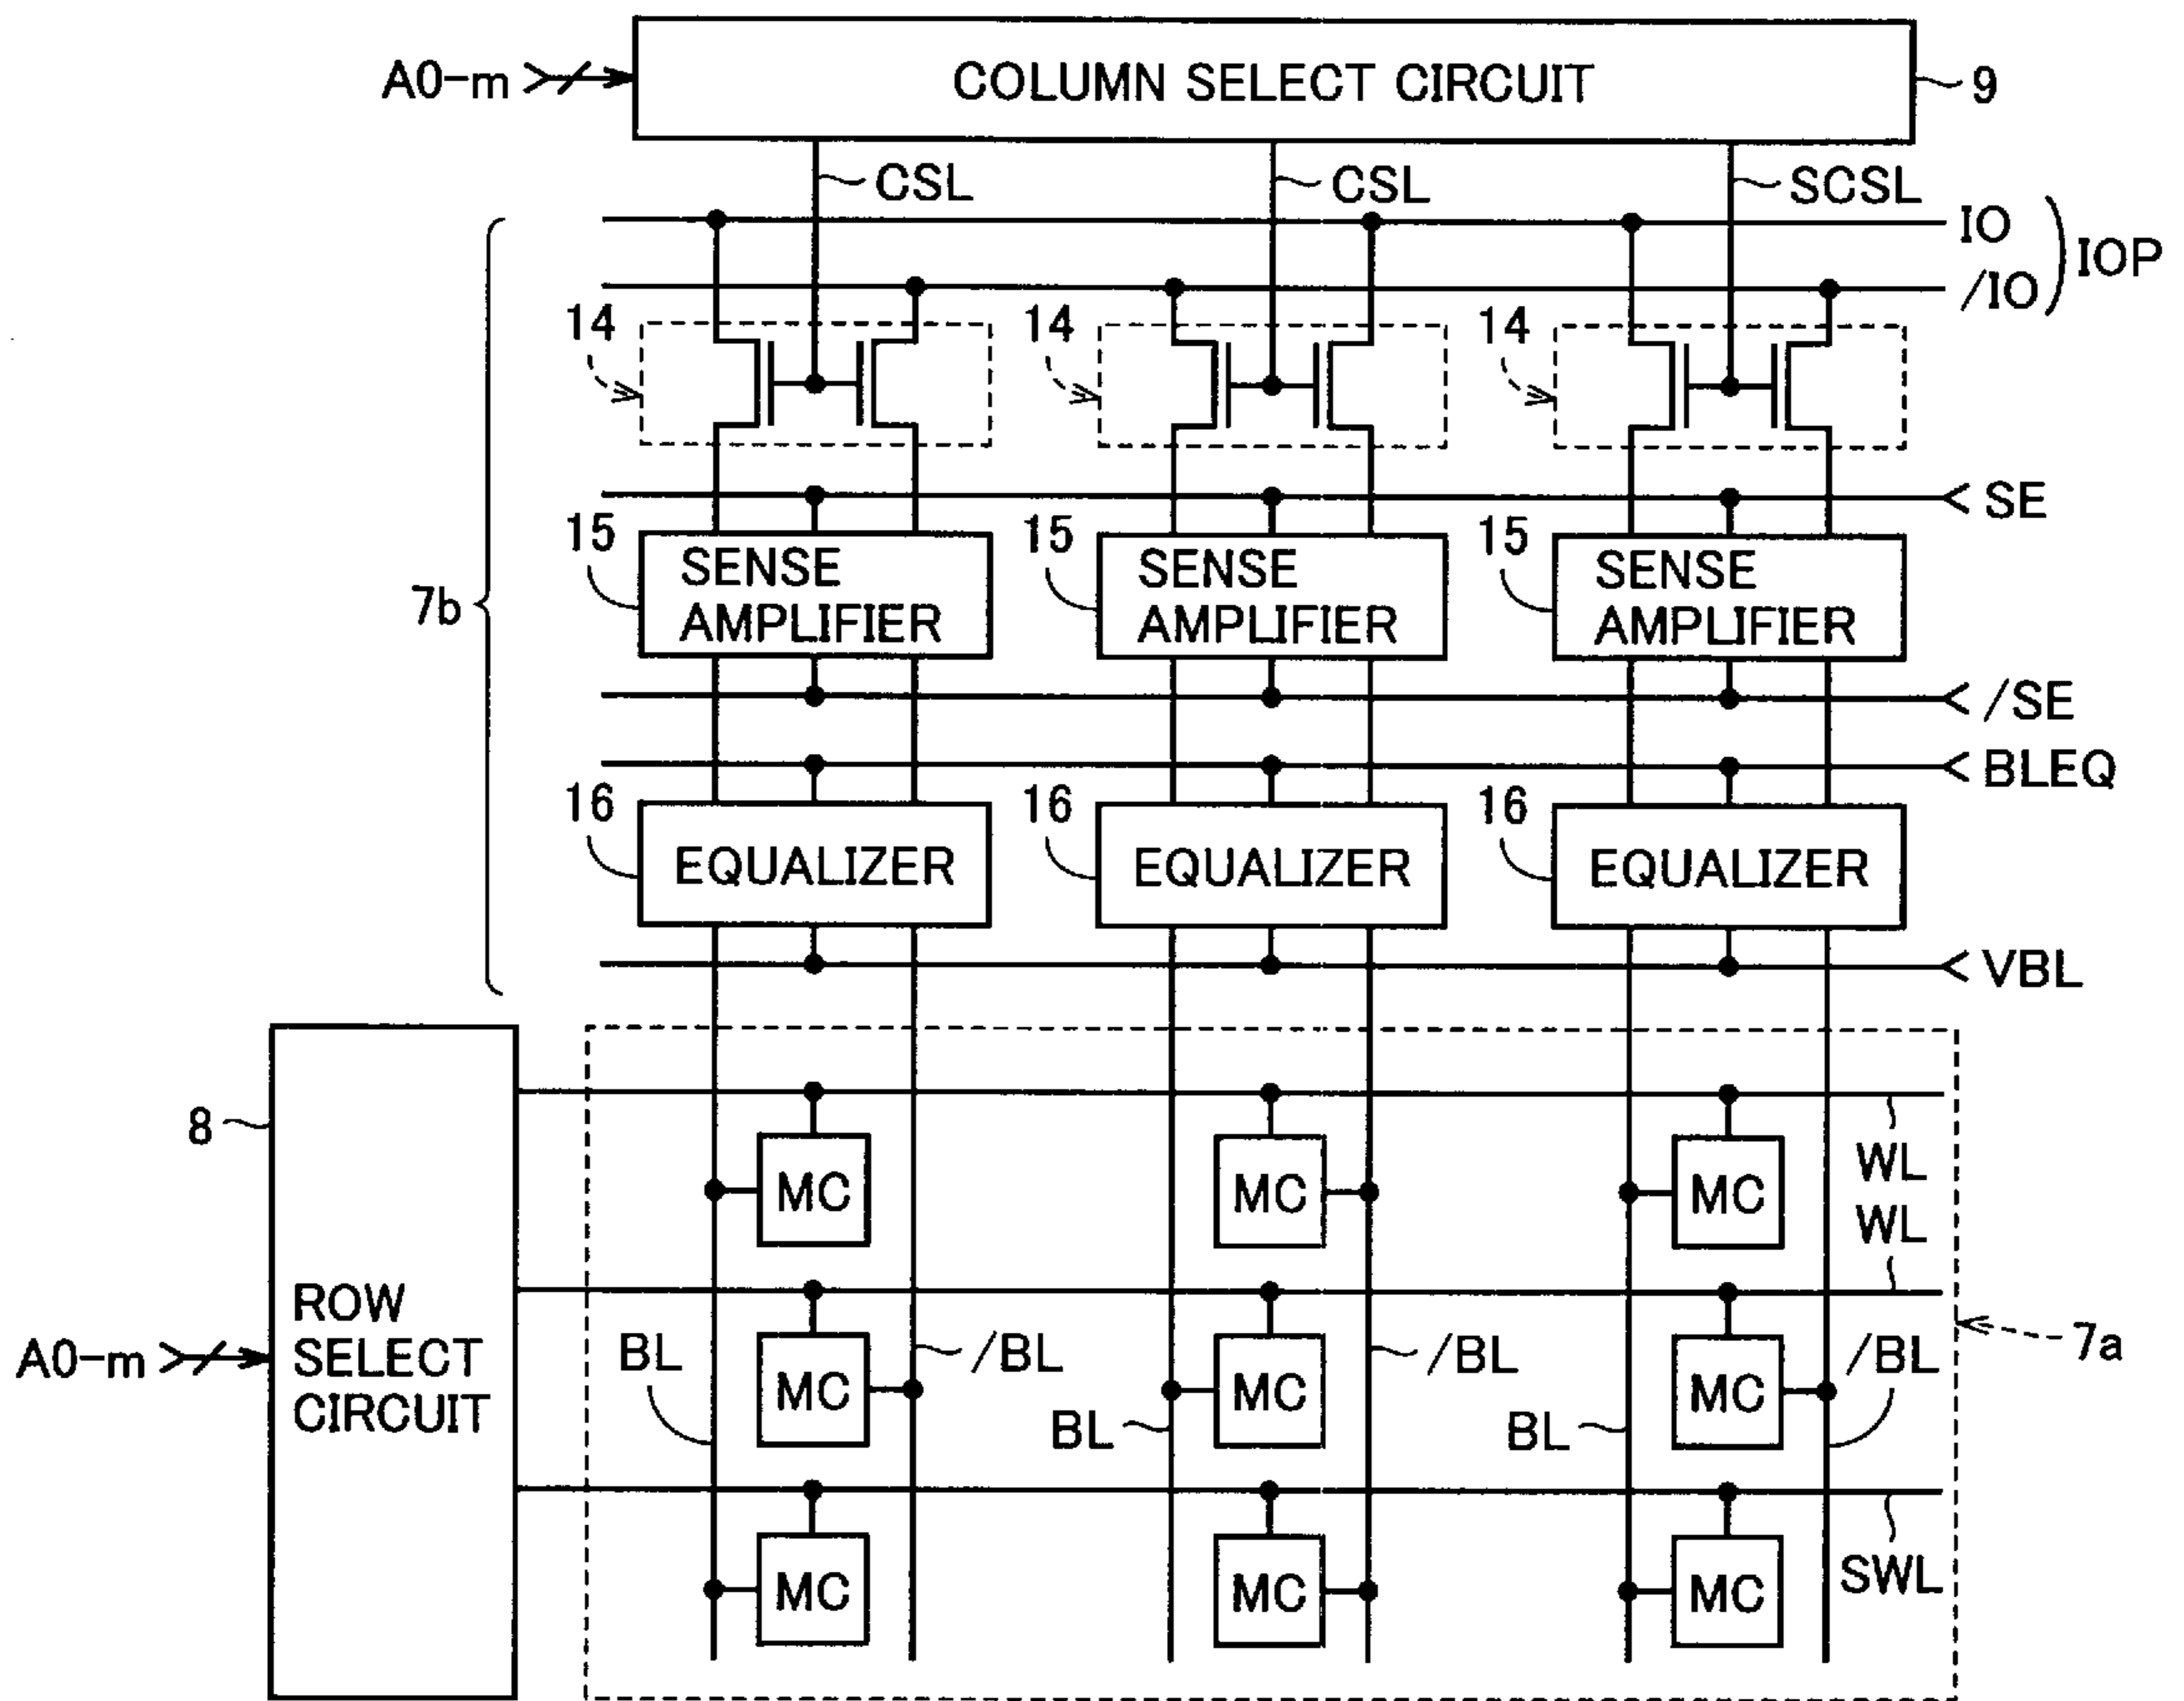 A0-m
COLUMN SELECT CIRCUIT
9
CSL
CSL
SCSL
IO
/IO
IOP
14
14
14
SE
15
15
15
SENSE
AMPLIFIER
SENSE
AMPLIFIER
SENSE
AMPLIFIER
7b
/SE
BLEQ
16
16
16
EQUALIZER
EQUALIZER
EQUALIZER
VBL
8
MC
MC
MC
WL
WL
A0-m
ROW
SELECT
CIRCUIT
BL
MC
/BL
BL
MC
/BL
BL
MC
/BL
7a
MC
MC
MC
SWL